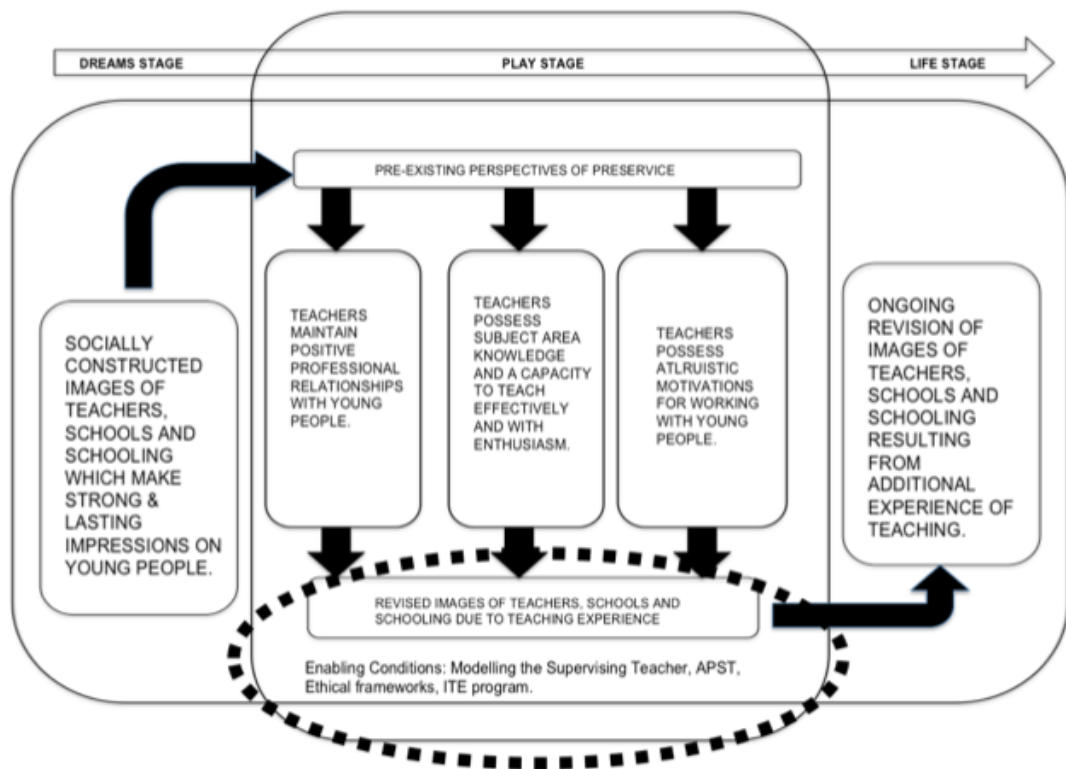 DREAMS STAGE
PLAY STAGE
LIFE STAGE
PRE-EXISTING PERSPECTIVES OF PRESERVICE
SOCIALLY
CONSTRUCTED
IMAGES OF
TEACHERS,
SCHOOLS AND
SCHOOLING
WHICH MAKE
STRONG &
LASTING
IMPRESSIONS ON
YOUNG PEOPLE.
TEACHERS
MAINTAIN
POSITIVE
PROFESSIONAL
RELATIONSHIPS
WITH YOUNG
PEOPLE.
TEACHERS
POSSESS
SUBJECT AREA
KNOWLEDGE
AND A CAPACITY
TO TEACH
EFFECTIVELY
AND WITH
ENTHUSIASM.
TEACHERS
POSSESS
ATLRUISTIC
MOTIVATIONS
FOR WORKING
WITH YOUNG
PEOPLE.
ONGOING
REVISION OF
IMAGES OF
TEACHERS,
SCHOOLS AND
SCHOOLING
RESULTING
FROM
ADDITIONAL
EXPERIENCE OF
TEACHING.
REVISED IMAGES OF TEACHERS, SCHOOLS AND
SCHOOLING DUE TO TEACHING EXPERIENCE
Enabling Conditions: Modelling the Supervising Teacher, APST,
Ethical frameworks, ITE program.